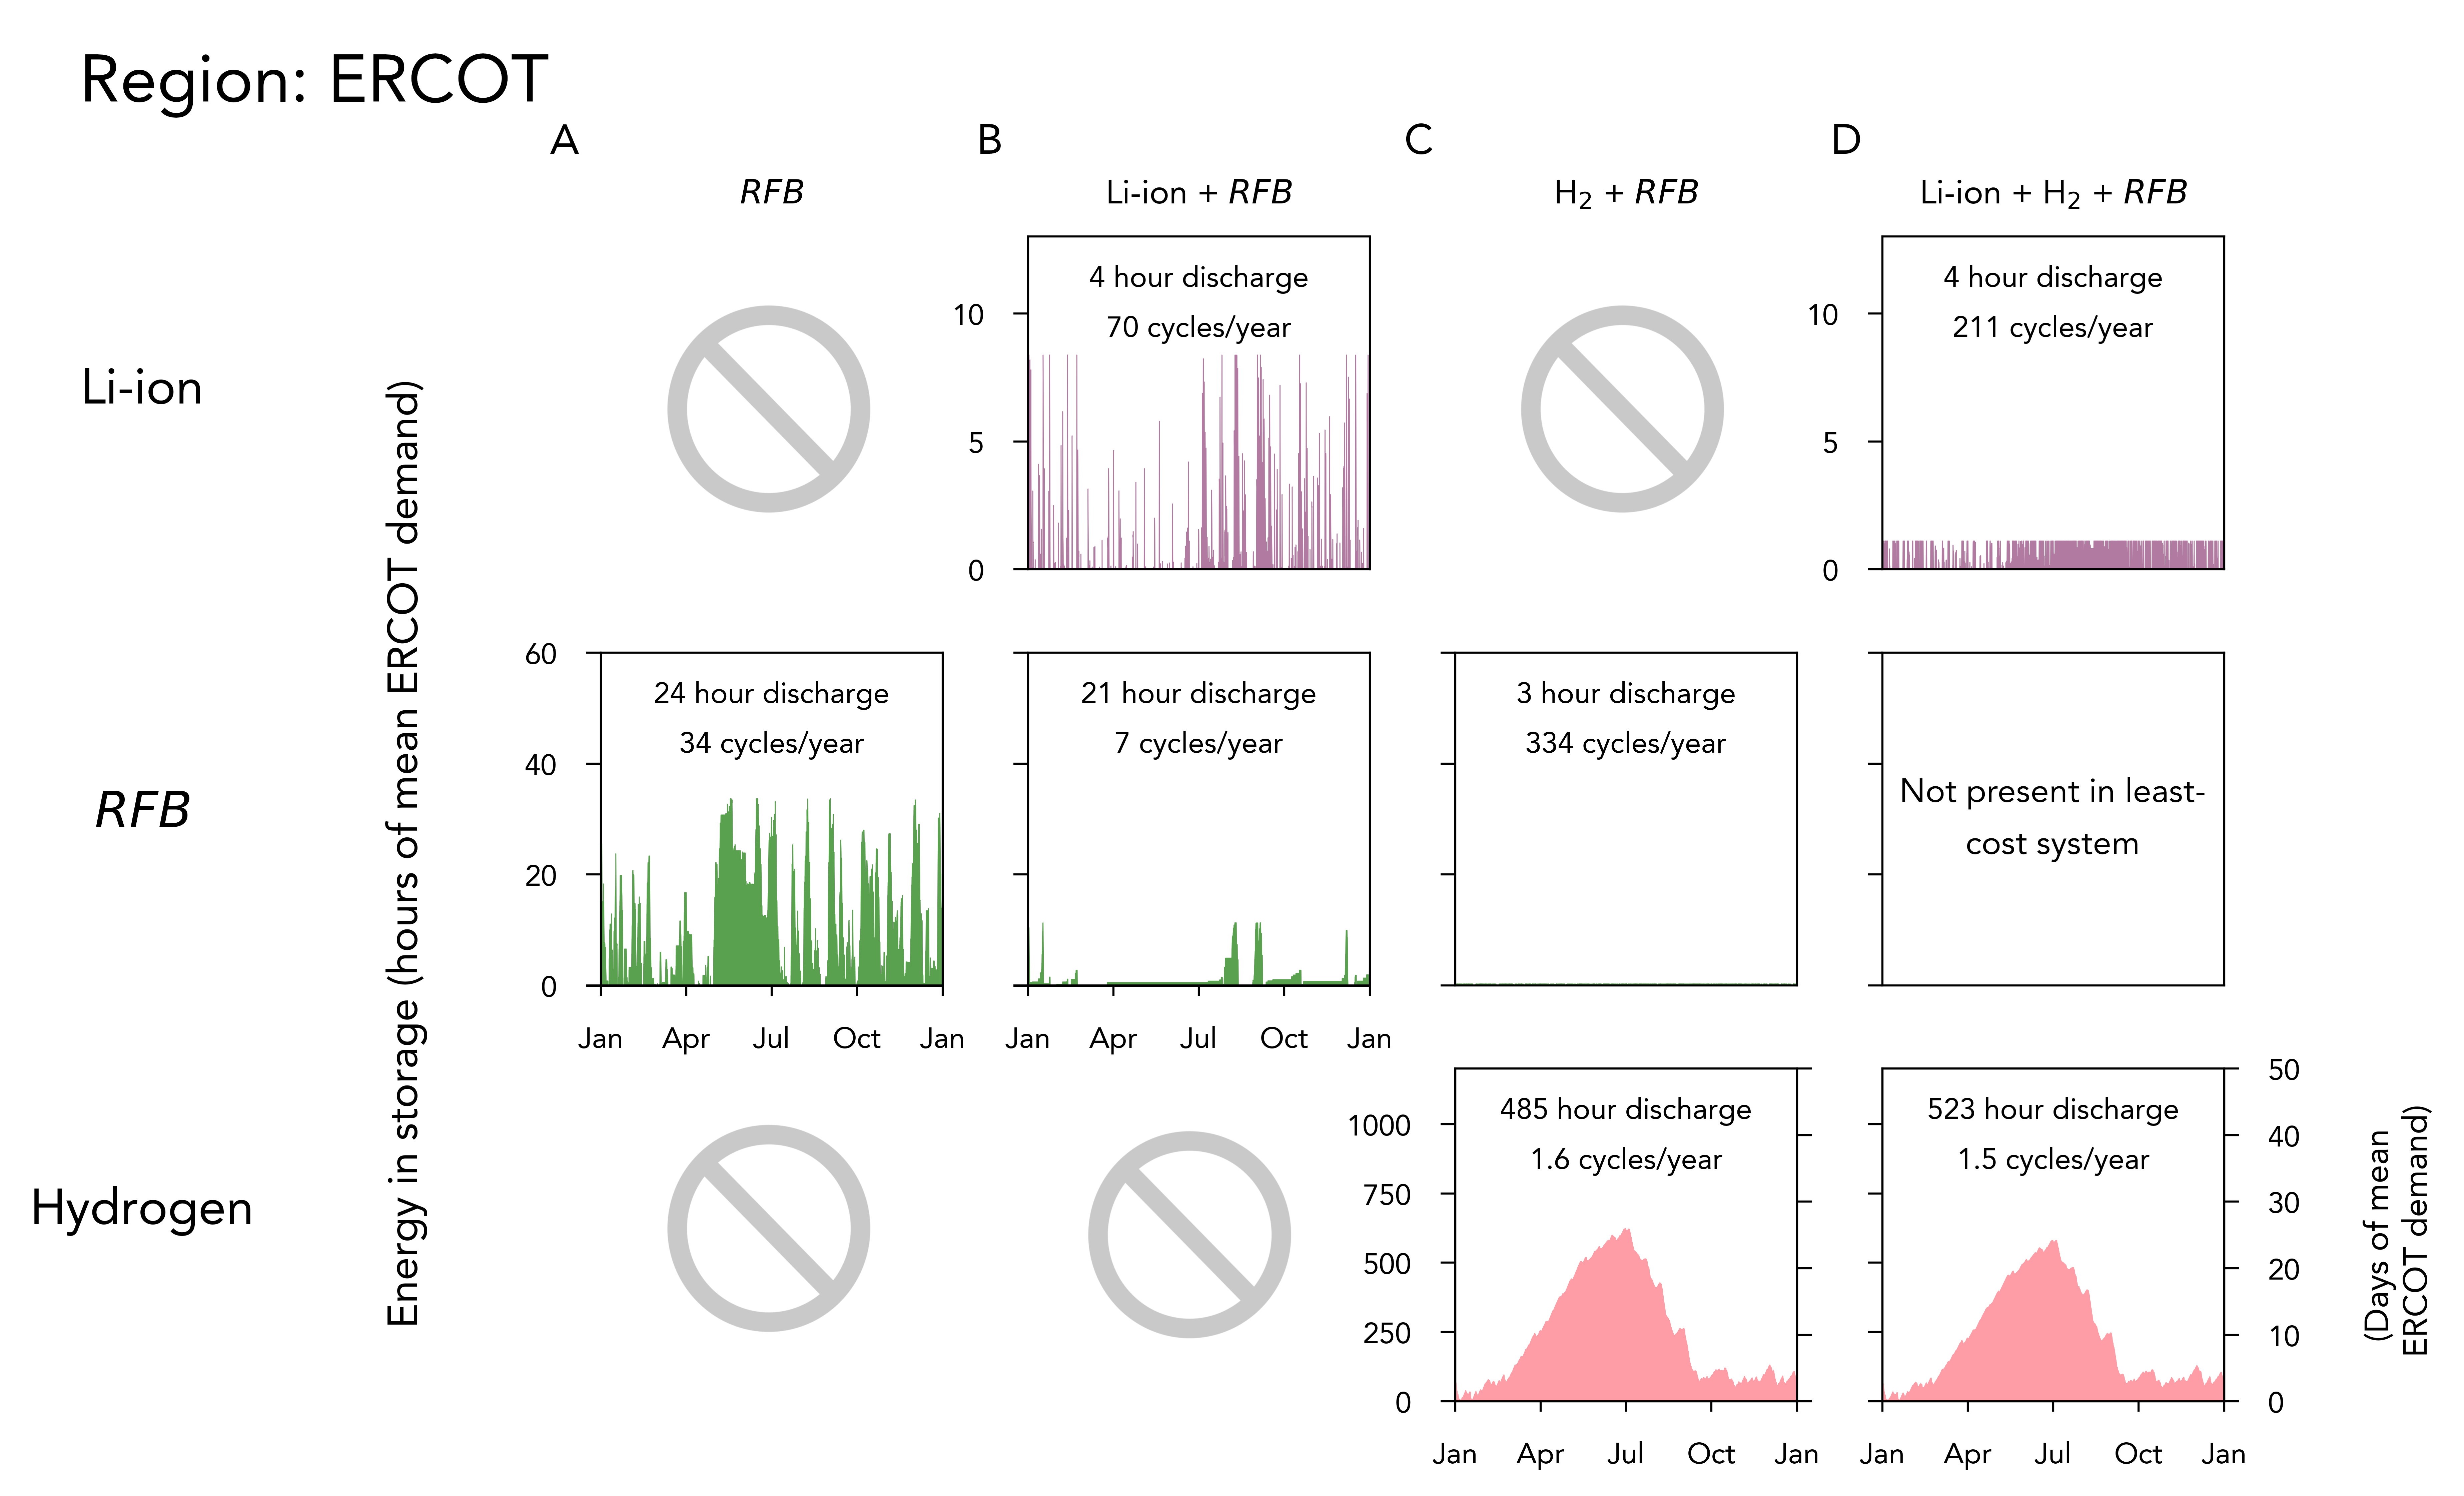 Region: ERCOT
A
B
C
D
RFB
Li-ion + RFB
H₂ + RFB
Li-ion + H₂ + RFB
Energy in storage (hours of mean ERCOT demand)
Li-ion
10
5
0
4 hour discharge
70 cycles/year
10
5
0
4 hour discharge
211 cycles/year
RFB
60
40
20
0
24 hour discharge
34 cycles/year
21 hour discharge
7 cycles/year
3 hour discharge
334 cycles/year
Not present in least-
cost system
Jan Apr Jul Oct Jan
Jan Apr Jul Oct Jan
Hydrogen
1000
750
500
250
0
485 hour discharge
1.6 cycles/year
523 hour discharge
1.5 cycles/year
50
40
30
20
10
0
(Days of mean
ERCOT demand)
Jan Apr Jul Oct Jan
Jan Apr Jul Oct Jan